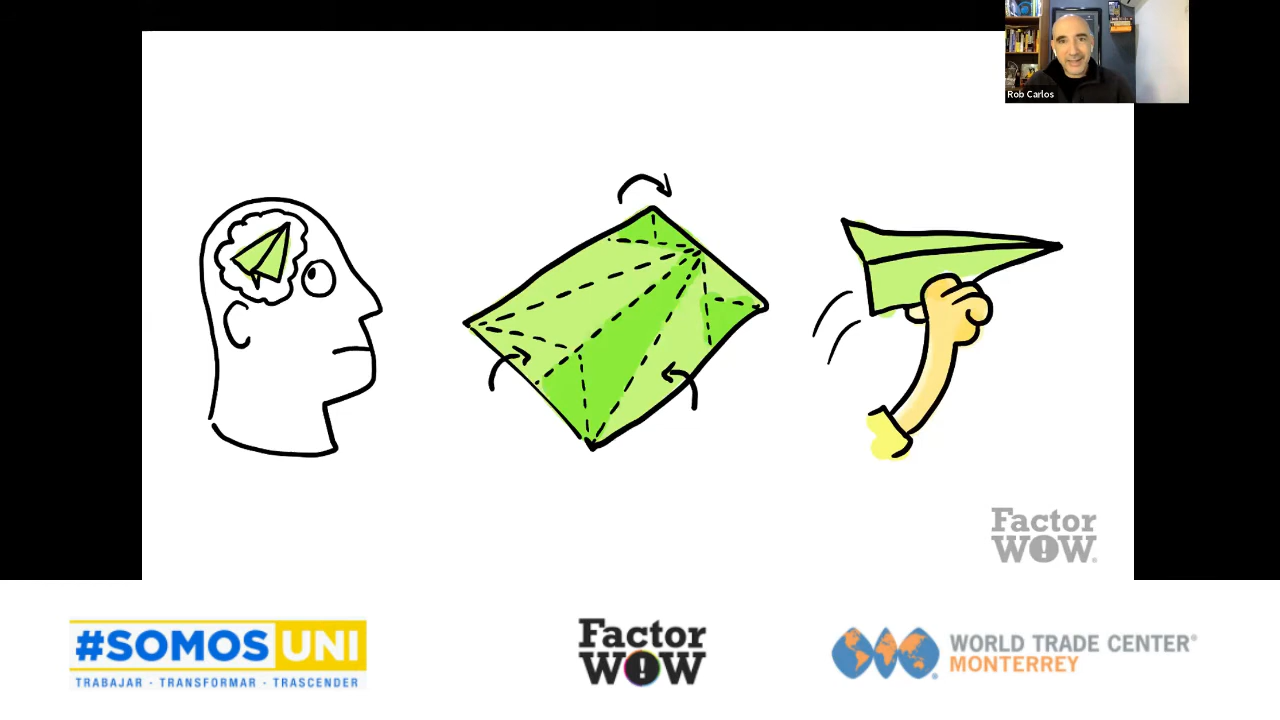 Rob Carlos
Factor
WOW
#SOMOS UNI
TRABAJAR · TRANSFORMAR · TRASCENDER
Factor
WOW
WORLD TRADE CENTER®
MONTERREY